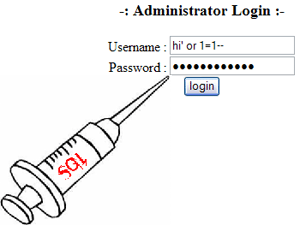 -: Administrator Login :-
Username : hi' or 1=1--
Password : ●●●●●●●●●●●●
login
SQL